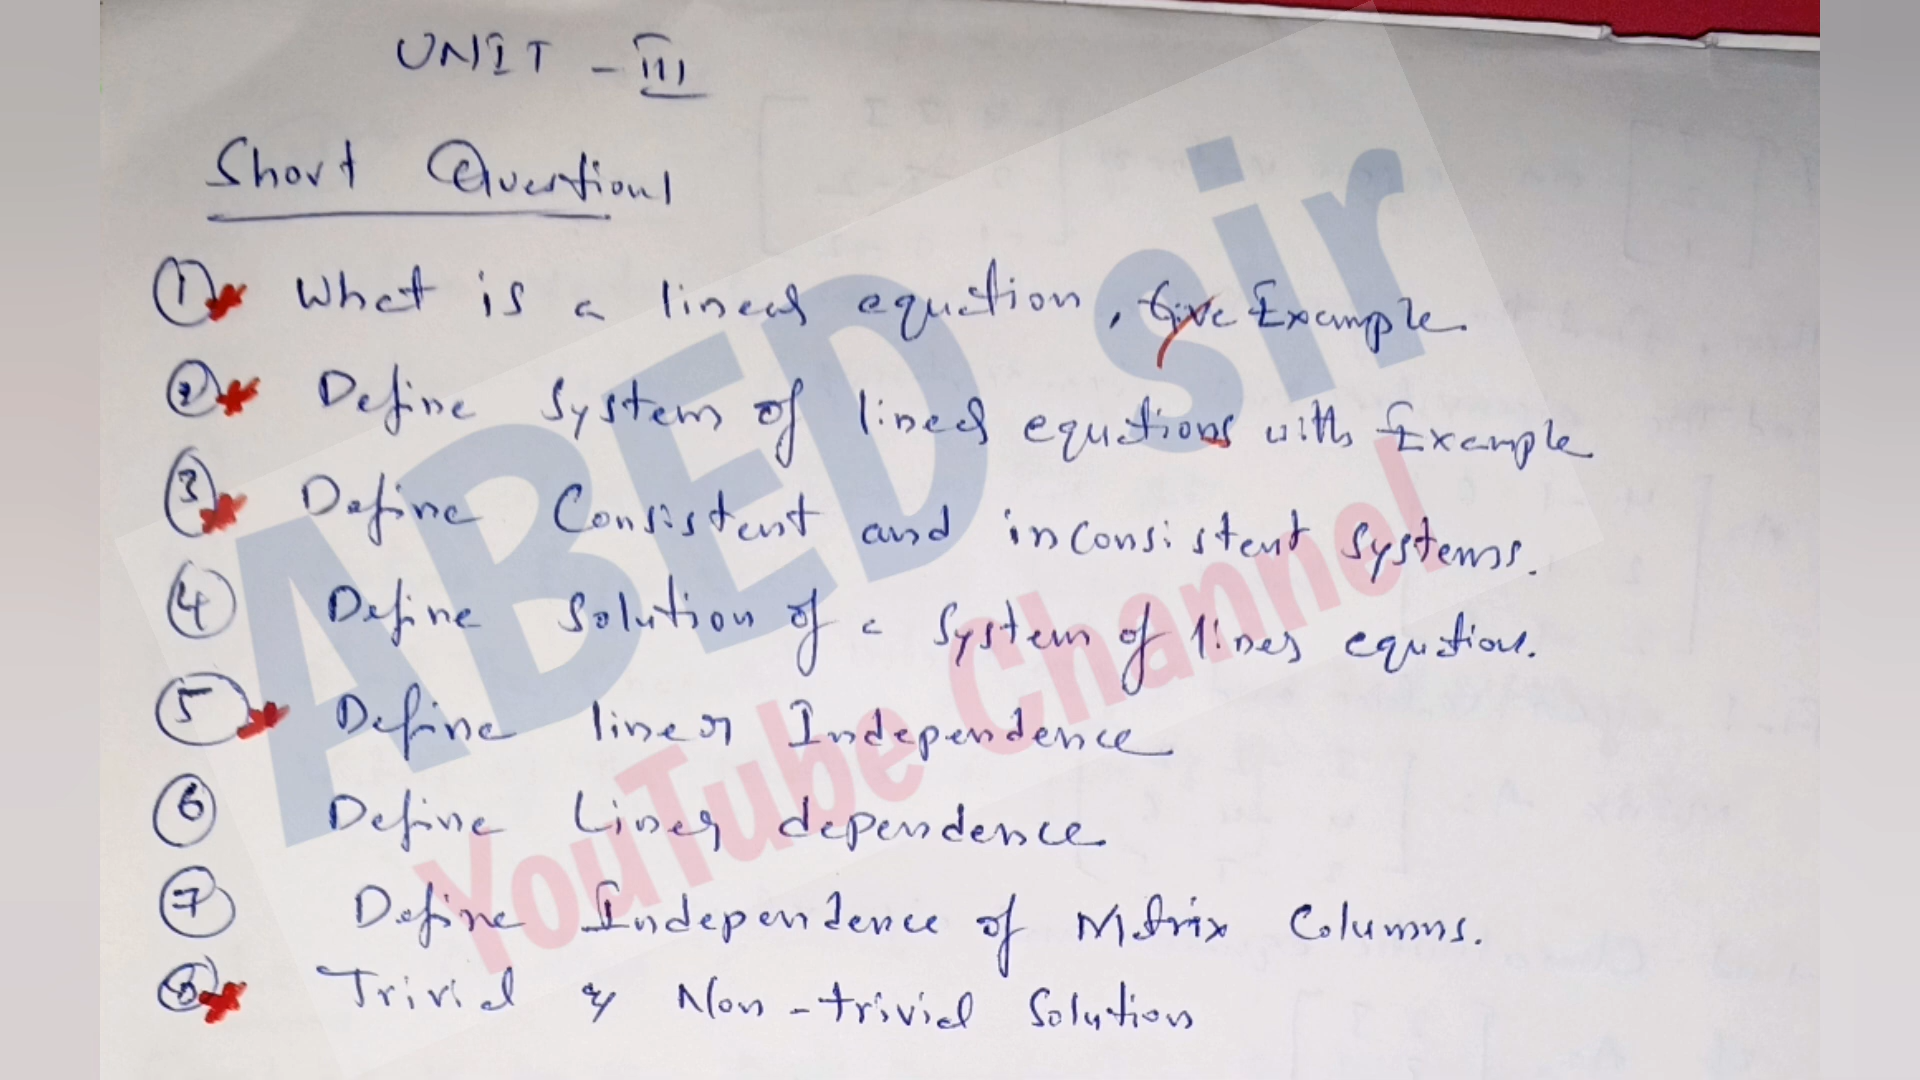 UNIT - III
Short Questions
① What is a linear equation, Give Example.
② Define System of linear equations with Example
③ Define Consistent and inconsistent systems.
④ Define Solution of a system of linear equations.
⑤ Define linear Independence
⑥ Define Linear dependence
⑦ Define Independence of Matrix Columns.
⑧ Trivial & Non-trivial Solution
ABED sir
YouTube Channel